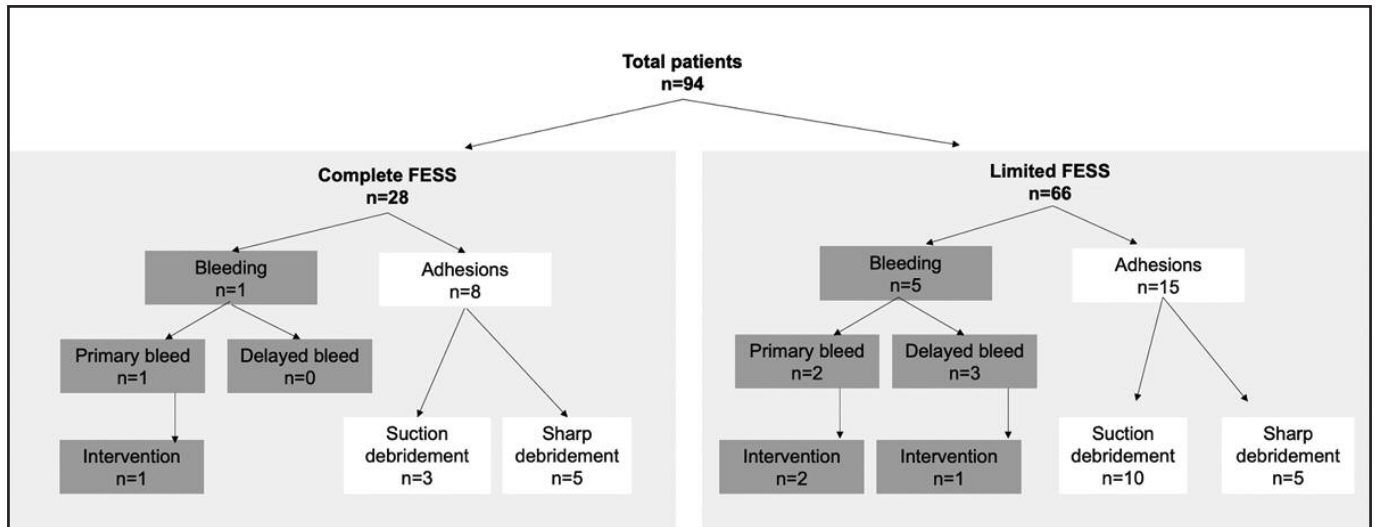 Total patients
n=94
Complete FESS
n=28
Bleeding
n=1
Adhesions
n=8
Primary bleed
n=1
Delayed bleed
n=0
Intervention
n=1
Suction
debridement
n=3
Sharp
debridement
n=5
Limited FESS
n=66
Bleeding
n=5
Adhesions
n=15
Primary bleed
n=2
Delayed bleed
n=3
Intervention
n=2
Intervention
n=1
Suction
debridement
n=10
Sharp
debridement
n=5